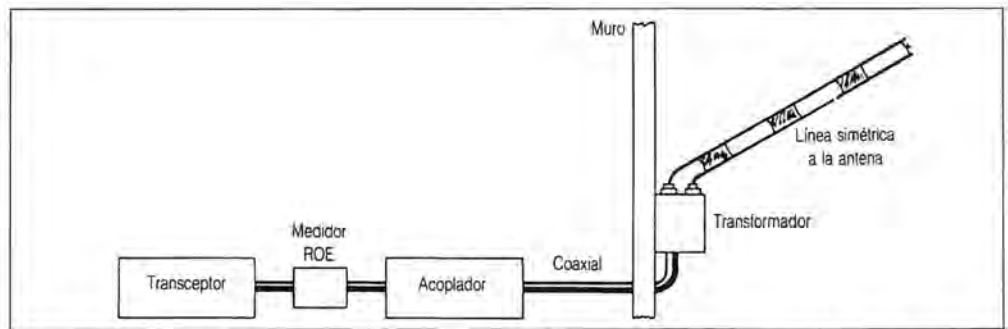 Muro
Línea simétrica
a la antena
Transformador
Medidor
ROE
Coaxial
Transceptor
Acoplador